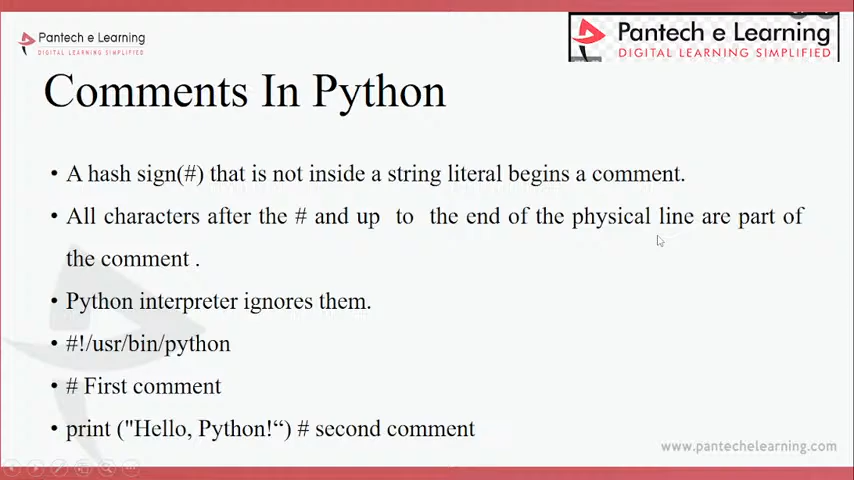 Pantech e Learning
DIGITAL LEARNING SIMPLIFIED
Pantech e Learning
DIGITAL LEARNING SIMPLIFIED
Comments In Python
• A hash sign(#) that is not inside a string literal begins a comment.
• All characters after the # and up to the end of the physical line are part of
the comment .
• Python interpreter ignores them.
• #!/usr/bin/python
• # First comment
• print ("Hello, Python!“) # second comment
www.pantechelearning.com